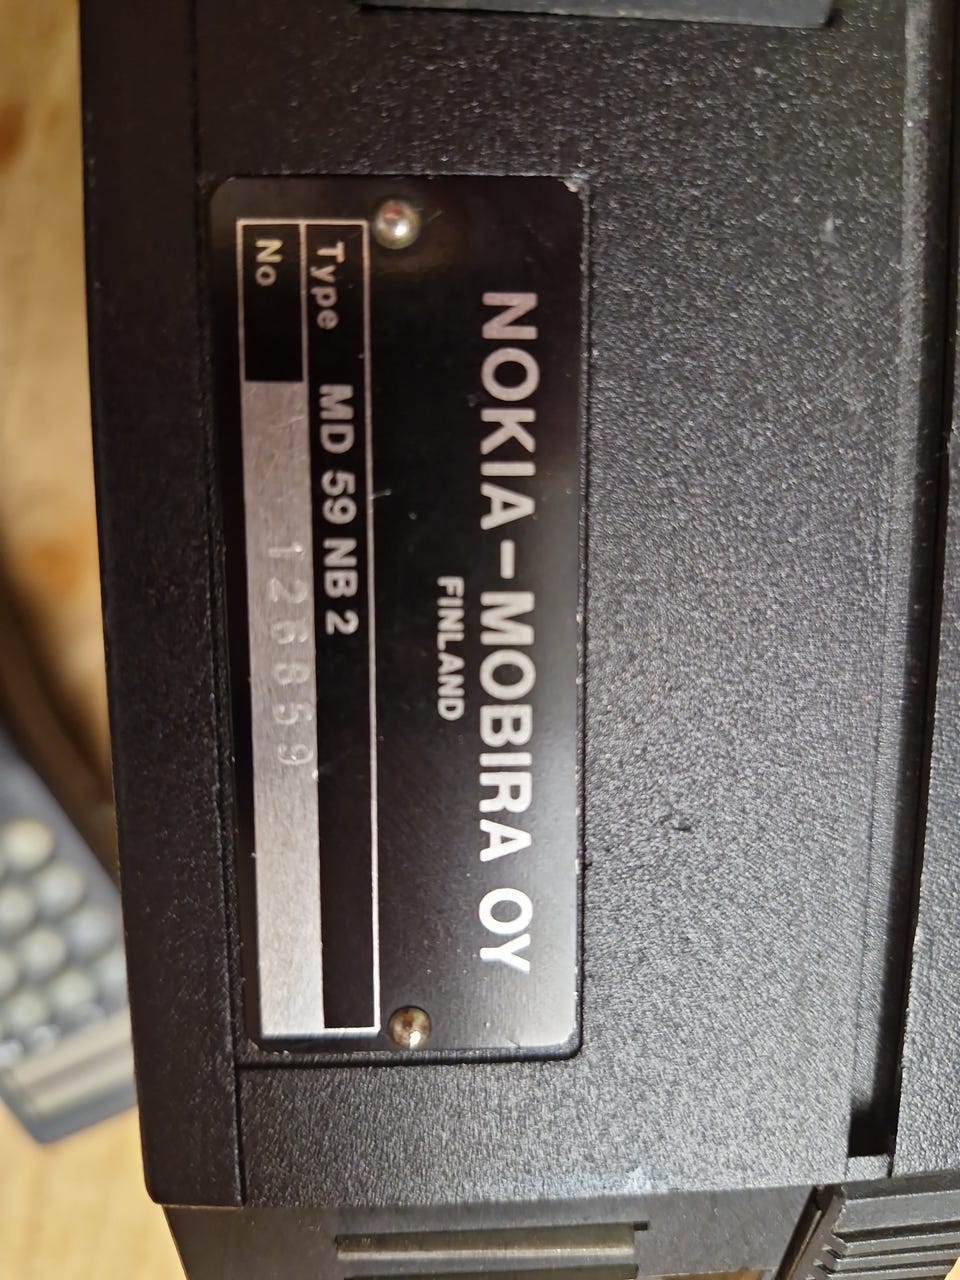 NOKIA-MOBIRA OY
FINLAND
Type MD 59 NB 2
No 126859